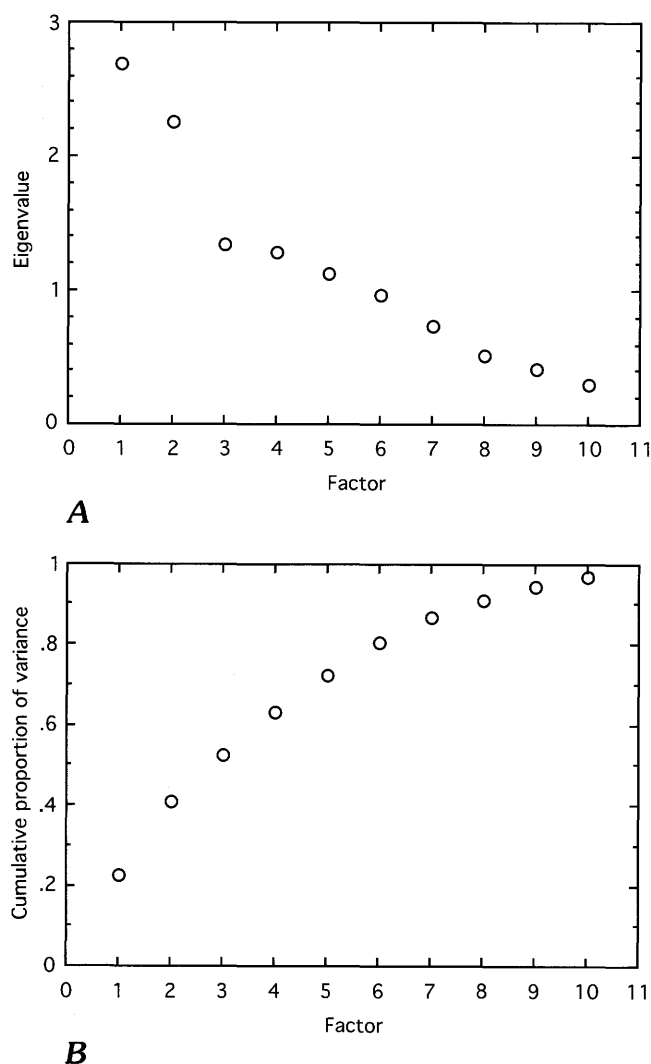 3
2
1
0
Eigenvalue
0 1 2 3 4 5 6 7 8 9 10 11
Factor
A
1
.8
.6
.4
.2
0
Cumulative proportion of variance
0 1 2 3 4 5 6 7 8 9 10 11
Factor
B